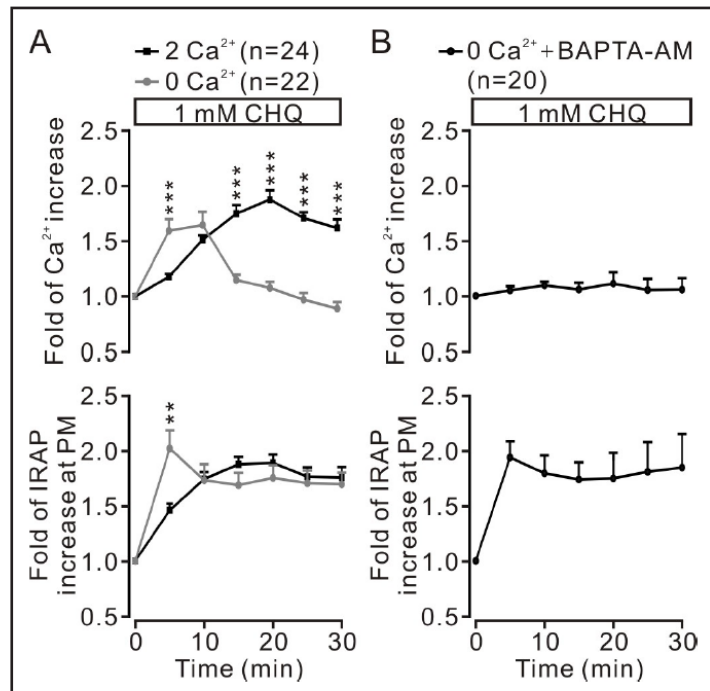 A
2 Ca²⁺ (n=24)
0 Ca²⁺ (n=22)
1 mM CHQ
Fold of Ca²⁺ increase
2.5
2.0
1.5
1.0
0.5
***
***
***
***
***
Fold of IRAP
increase at PM
2.5
2.0
1.5
1.0
0.5
**
0 10 20 30
Time (min)
B
0 Ca²⁺+BAPTA-AM
(n=20)
1 mM CHQ
Fold of Ca²⁺ increase
2.5
2.0
1.5
1.0
0.5
Fold of IRAP
increase at PM
2.5
2.0
1.5
1.0
0.5
0 10 20 30
Time (min)